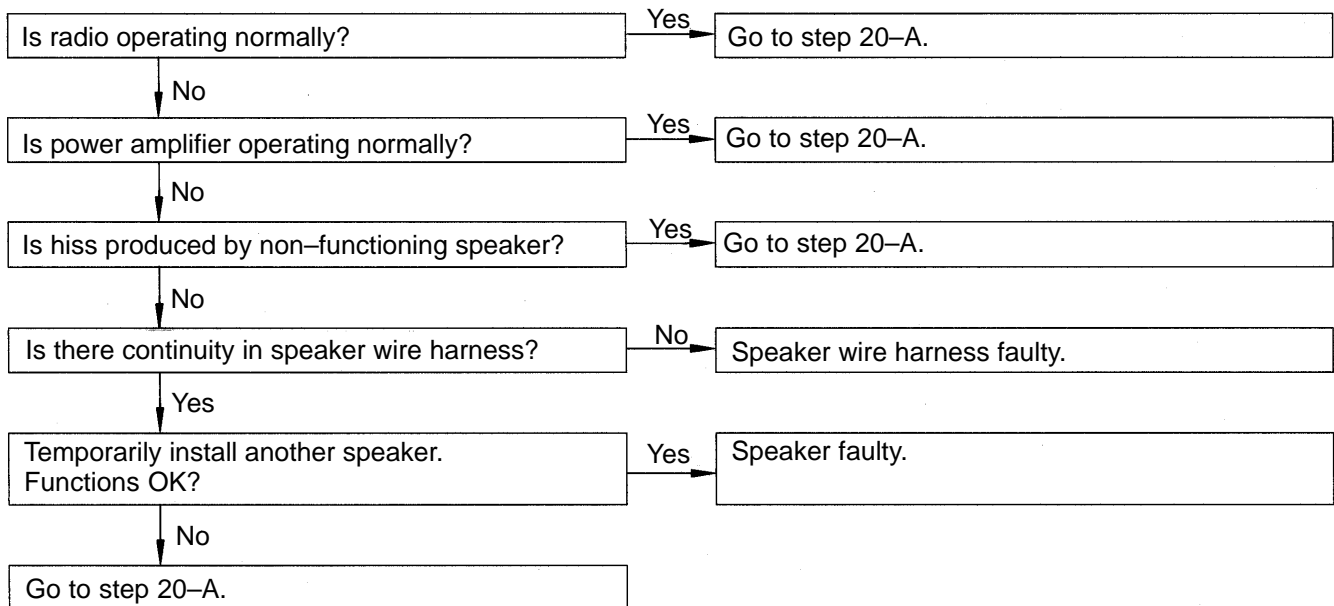 Is radio operating normally?
Yes
Go to step 20–A.
No
Is power amplifier operating normally?
Yes
Go to step 20–A.
No
Is hiss produced by non–functioning speaker?
Yes
Go to step 20–A.
No
Is there continuity in speaker wire harness?
No
Speaker wire harness faulty.
Yes
Temporarily install another speaker.
Functions OK?
Yes
Speaker faulty.
No
Go to step 20–A.